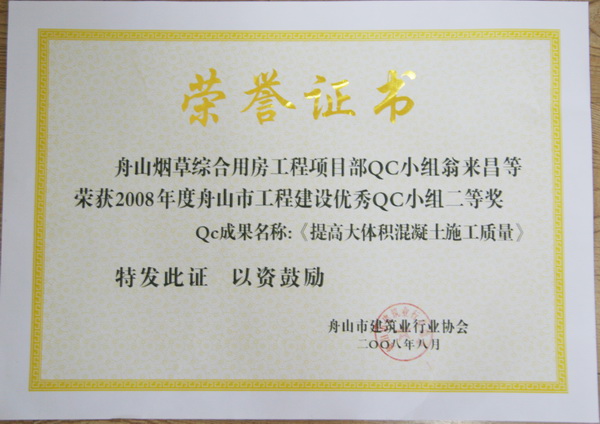 荣誉证书
舟山烟草综合用房工程项目部QC小组翁来昌等
荣获2008年度舟山市工程建设优秀QC小组二等奖
Qc成果名称:《提高大体积混凝土施工质量》
特发此证 以资鼓励
舟山市建筑业行业协会
二〇〇八年八月